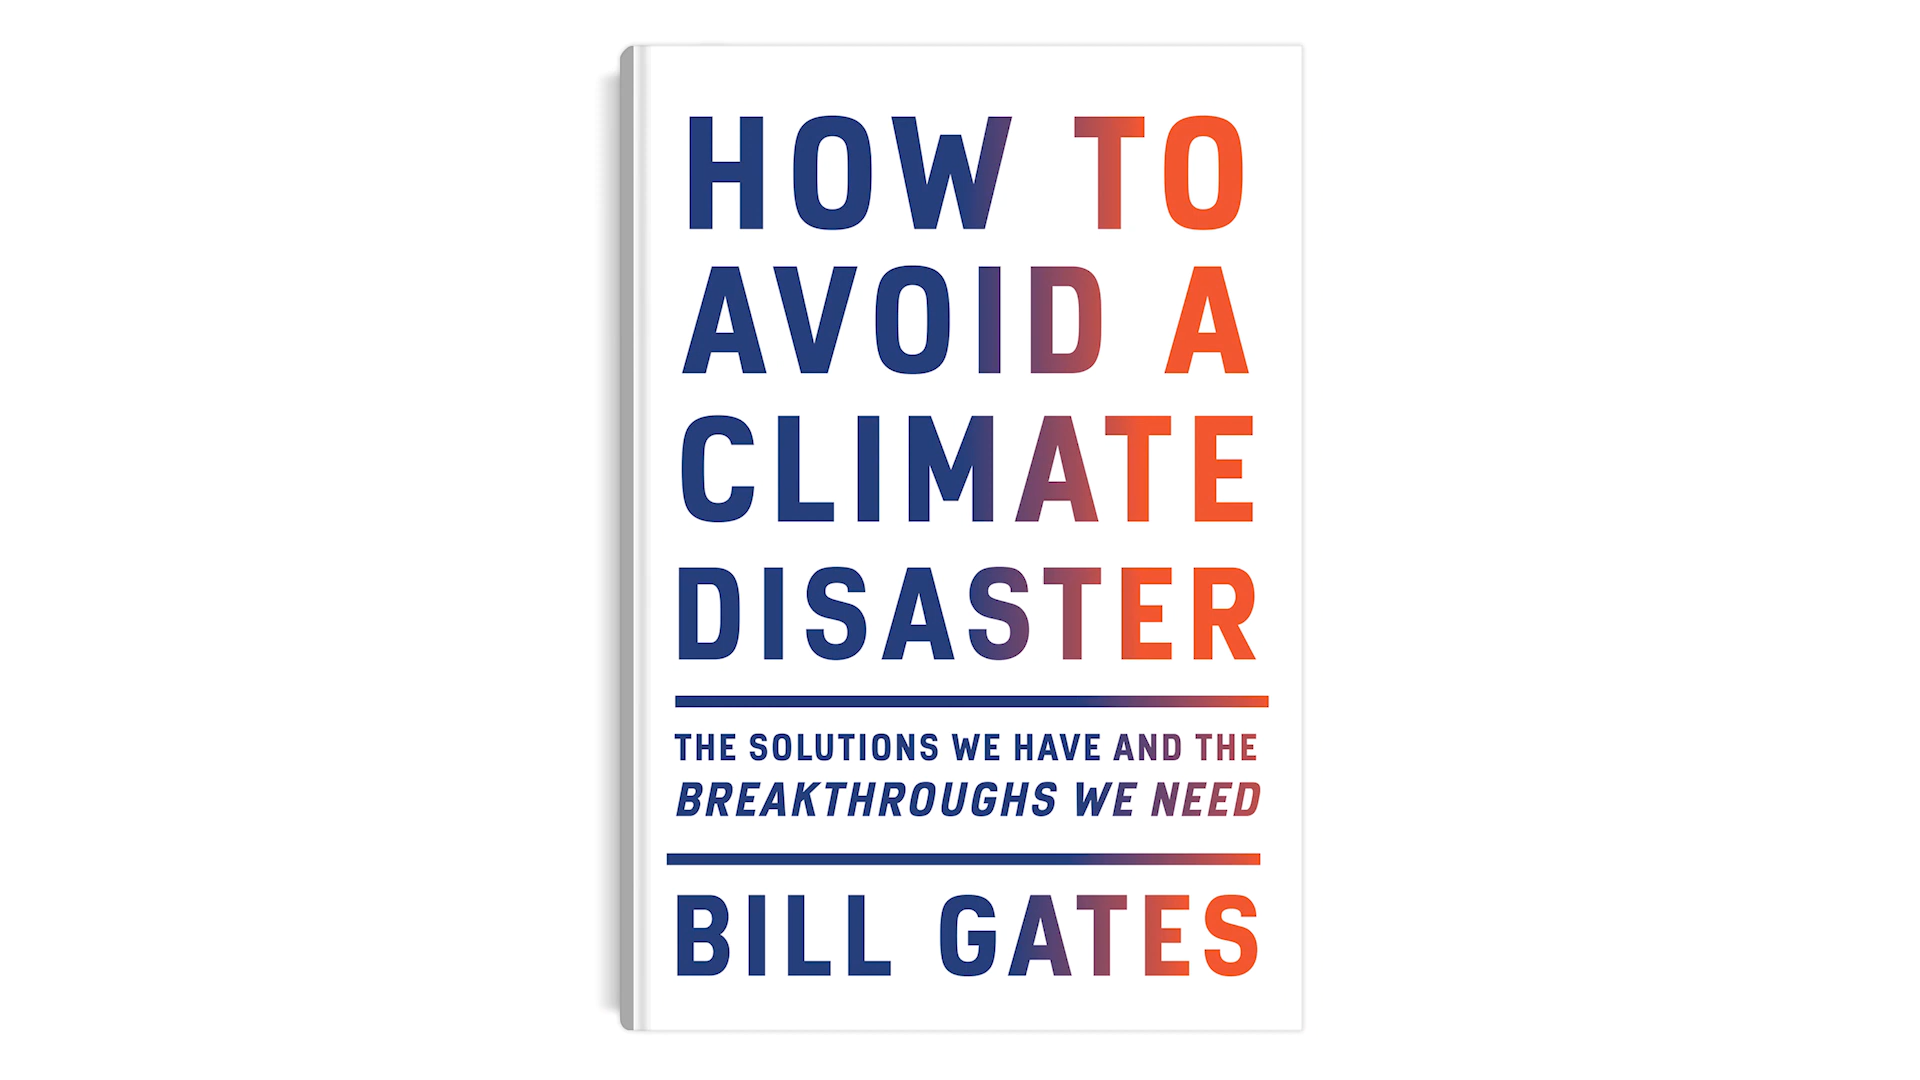 HOW TO
AVOID A
CLIMATE
DISASTER
THE SOLUTIONS WE HAVE AND THE
BREAKTHROUGHS WE NEED
BILL GATES